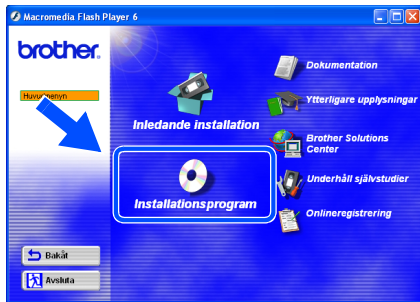 Macromedia Flash Player 6
brother.
Huvudmenyn
Dokumentation
Ytterligare upplysningar
Inledande installation
Brother Solutions
Center
Underhåll självstudier
Installationsprogram
Onlineregistrering
Bakåt
Avsluta